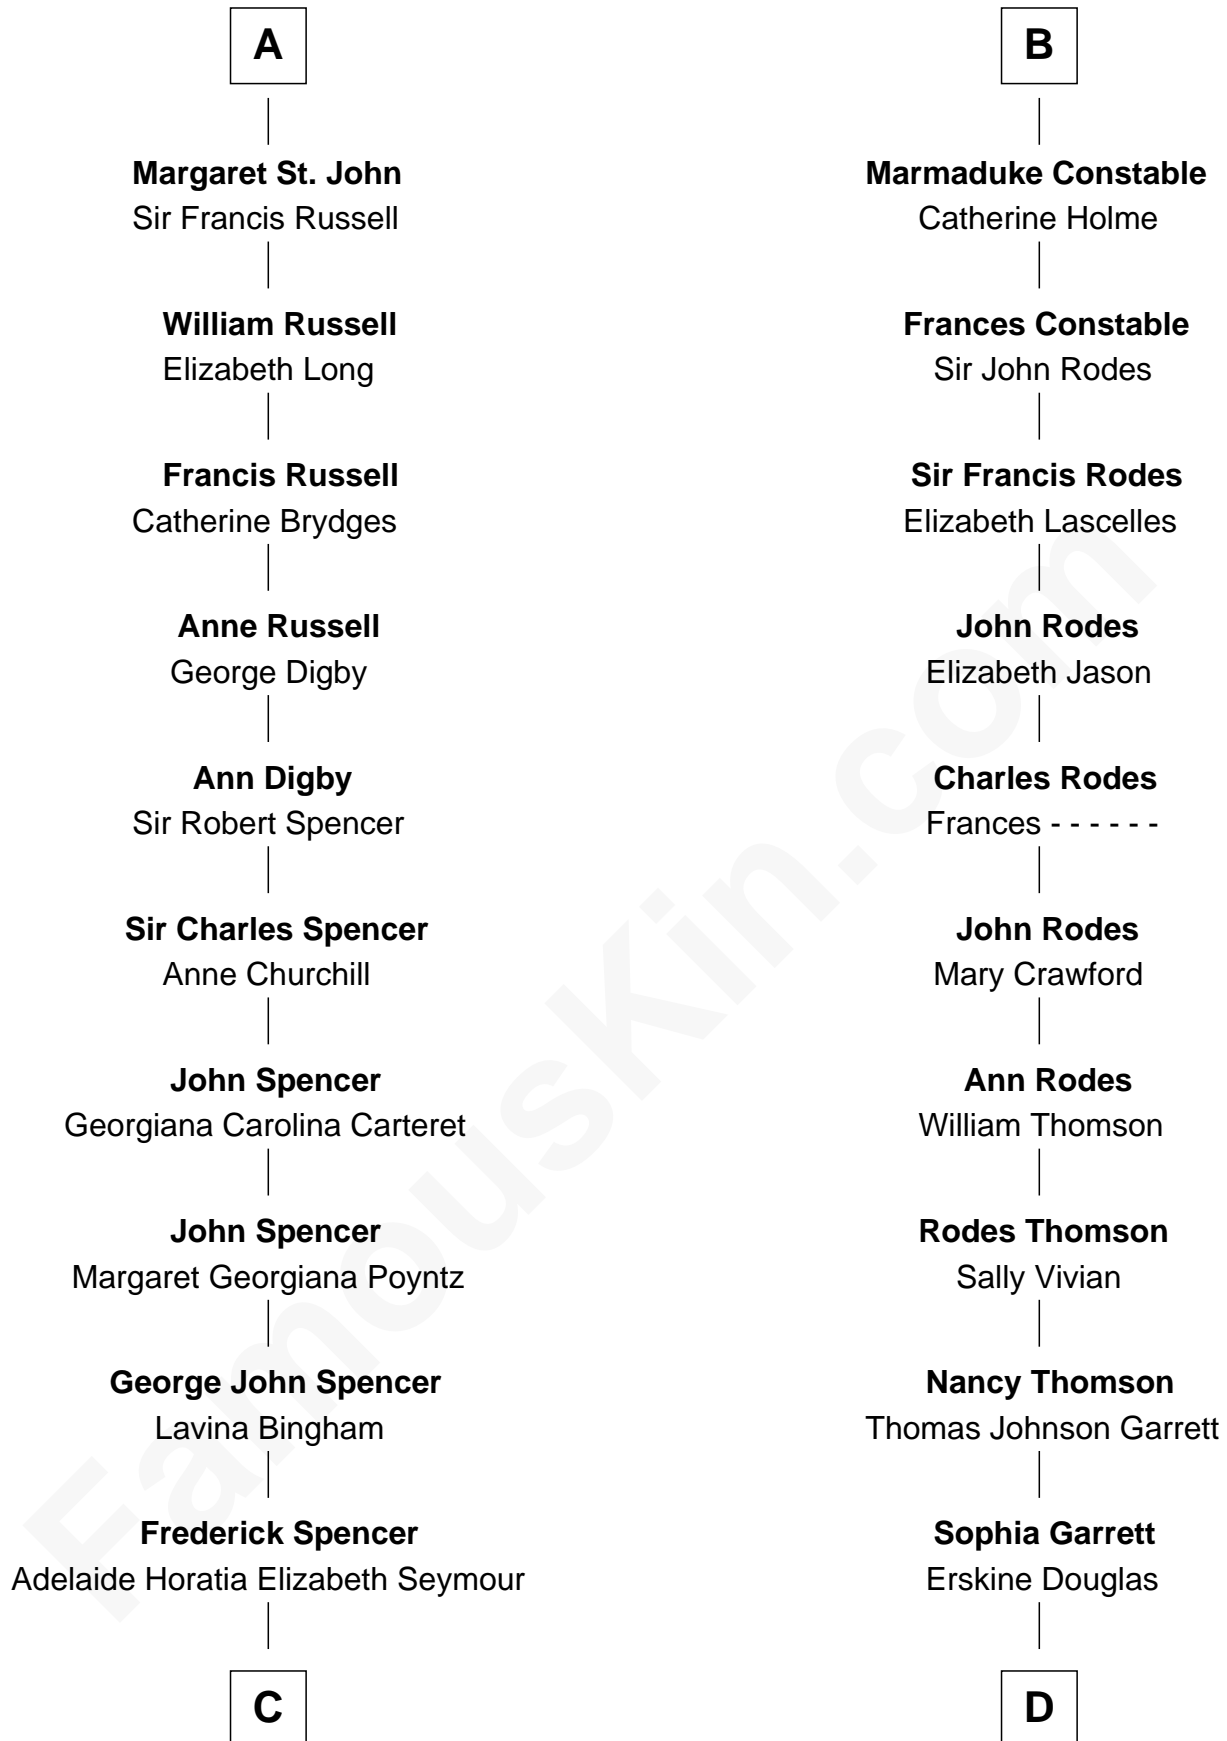 A
Margaret St. John
Sir Francis Russell
William Russell
Elizabeth Long
Francis Russell
Catherine Brydges
Anne Russell
George Digby
Ann Digby
Sir Robert Spencer
Sir Charles Spencer
Anne Churchill
John Spencer
Georgiana Carolina Carteret
John Spencer
Margaret Georgiana Poyntz
George John Spencer
Lavina Bingham
Frederick Spencer
Adelaide Horatia Elizabeth Seymour
C
B
Marmaduke Constable
Catherine Holme
Frances Constable
Sir John Rodes
Sir Francis Rodes
Elizabeth Lascelles
John Rodes
Elizabeth Jason
Charles Rodes
Frances - - - - - -
John Rodes
Mary Crawford
Ann Rodes
William Thomson
Rodes Thomson
Sally Vivian
Nancy Thomson
Thomas Johnson Garrett
Sophia Garrett
Erskine Douglas
D
FamousKin.com